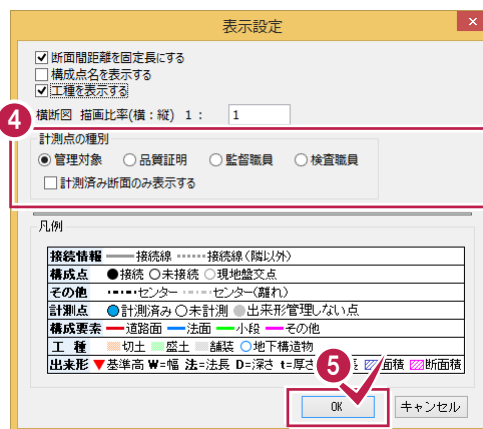 表示設定
×
断面間距離を固定長にする
構成点名を表示する
工種を表示する
横断図 描画比率(横：縦) 1 : 1
4
計測点の種別
管理対象 品質証明 監督職員 検査職員
計測済み断面のみ表示する
凡例
接続情報 接続線 接続線(隣以外)
構成点 ●接続 ○未接続 ○現地盤交点
その他 センター センター(離れ)
計測点 計測済み ○未計測 ●出来形管理しない点
構成要素 道路面 法面 小段 その他
工 種 切土 盛土 舗装 地下構造物
出来形 ▼基準高 W=幅 法=法長 D=深さ t=厚さ 面積 断面積
5
OK キャンセル